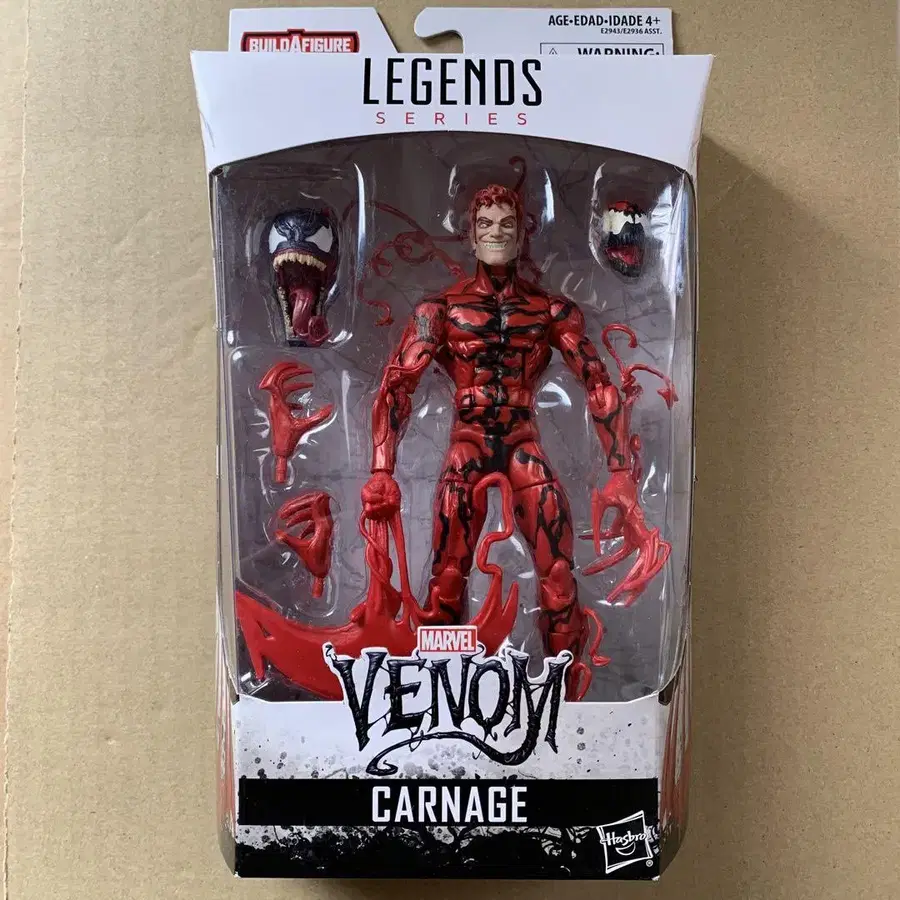 BUILD A FIGURE
AGE•EDAD•IDADE 4+
E2943/E2936 ASST.
WARNING:
LEGENDS
SERIES
MARVEL
VENOM
CARNAGE
Hasbro
®